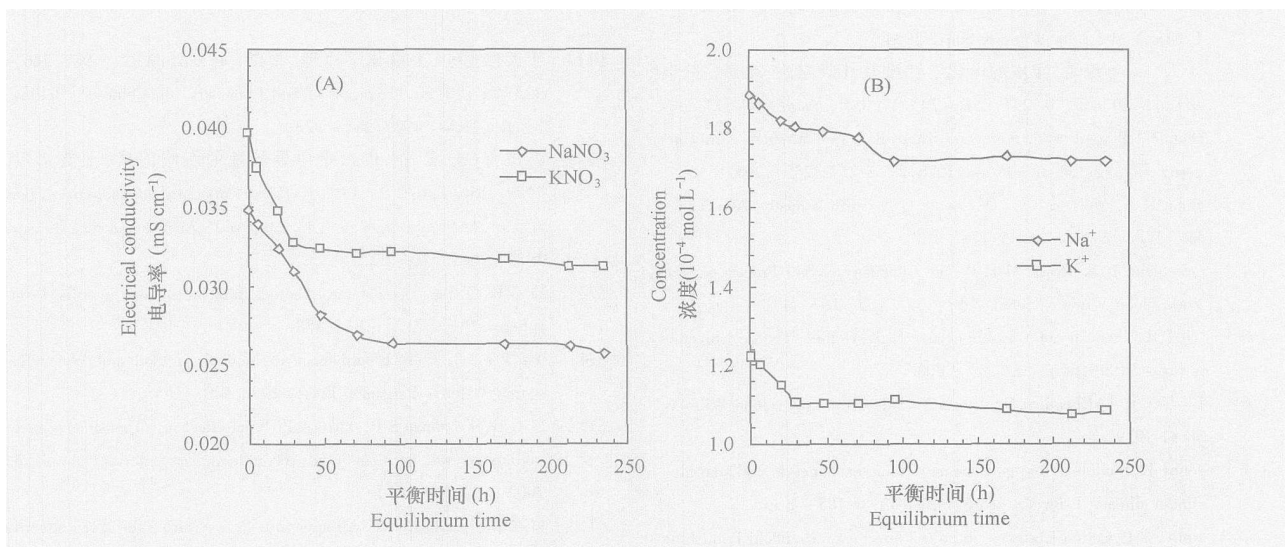 (A)
Electrical conductivity
电导率 (mS cm⁻¹)
0.045
0.040
0.035
0.030
0.025
0.020
NaNO₃
KNO₃
0
50
100
150
200
250
平衡时间 (h)
Equilibrium time
(B)
Concentration
浓度(10⁻⁴ mol L⁻¹)
2.0
1.8
1.6
1.4
1.2
1.0
Na⁺
K⁺
0
50
100
150
200
250
平衡时间 (h)
Equilibrium time